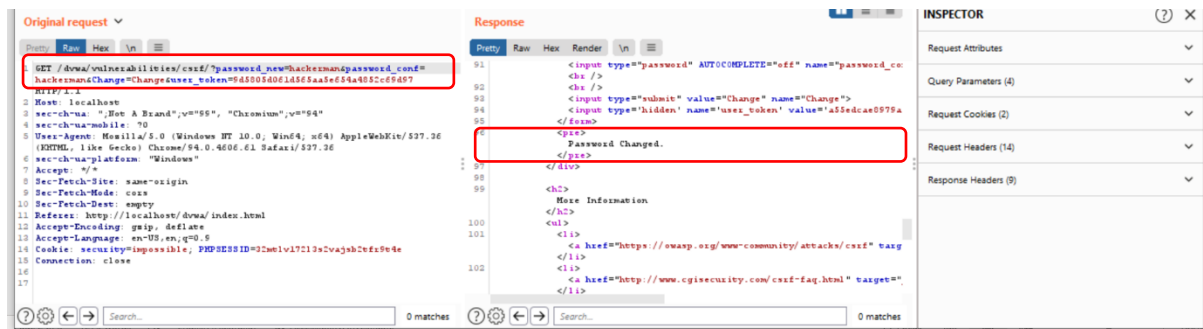 Original request
Pretty Raw Hex \n
1 GET /dvwa/vulnerabilities/csrf/?password_new=hackerman&password_conf=
hackerman&Change=Change&user_token=9d5805d061d565aa5e654a4852c69d97
HTTP/1.1
2 Host: localhost
3 sec-ch-ua: ";Not A Brand";v="99", "Chromium";v="94"
4 sec-ch-ua-mobile: ?0
5 User-Agent: Mozilla/5.0 (Windows NT 10.0; Win64; x64) AppleWebKit/537.36
(KHTML, like Gecko) Chrome/94.0.4606.61 Safari/537.36
6 sec-ch-ua-platform: "Windows"
7 Accept: */*
8 Sec-Fetch-Site: same-origin
9 Sec-Fetch-Mode: cors
10 Sec-Fetch-Dest: empty
11 Referer: http://localhost/dvwa/index.html
12 Accept-Encoding: gzip, deflate
13 Accept-Language: en-US,en;q=0.9
14 Cookie: security=impossible;
15 Connection: close
16
17
Search... 0 matches
Response
Pretty Raw Hex Render \n
91 <input type="password" AUTOCOMPLETE="off" name="password_co
<br />
92 <br />
93 <input type="submit" value="Change" name="Change">
94 <input type='hidden' name='user_token' value='a55edcae0979a
95 </form>
96 <pre>
Password Changed.
</pre>
97 </div>
98
99 <h2>
More Information
</h2>
100 <ul>
101 <li>
<a href="https://owasp.org/www-community/attacks/csrf" targ
</li>
102 <li>
<a href="http://www.cgisecurity.com/csrf-faq.html" target="_
</li>
Search... 0 matches
INSPECTOR
Request Attributes
Query Parameters (4)
Request Cookies (2)
Request Headers (14)
Response Headers (9)